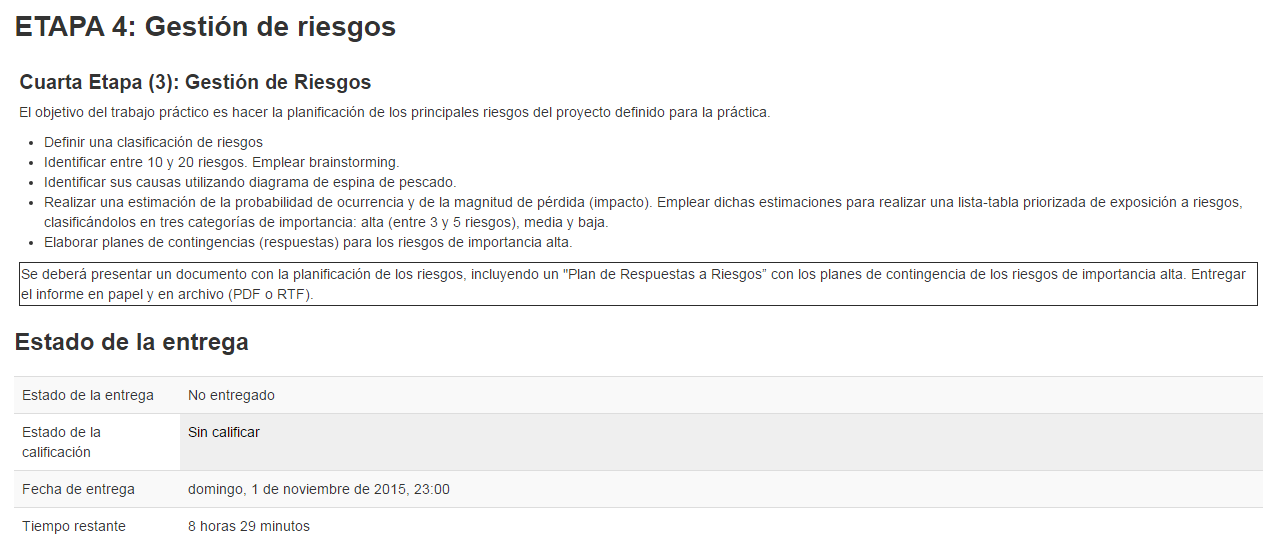 ETAPA 4: Gestión de riesgos
Cuarta Etapa (3): Gestión de Riesgos
El objetivo del trabajo práctico es hacer la planificación de los principales riesgos del proyecto definido para la práctica.
• Definir una clasificación de riesgos
• Identificar entre 10 y 20 riesgos. Emplear brainstorming.
• Identificar sus causas utilizando diagrama de espina de pescado.
• Realizar una estimación de la probabilidad de ocurrencia y de la magnitud de pérdida (impacto). Emplear dichas estimaciones para realizar una lista-tabla priorizada de exposición a riesgos,
clasificándolos en tres categorías de importancia: alta (entre 3 y 5 riesgos), media y baja.
• Elaborar planes de contingencias (respuestas) para los riesgos de importancia alta.
Se deberá presentar un documento con la planificación de los riesgos, incluyendo un "Plan de Respuestas a Riesgos” con los planes de contingencia de los riesgos de importancia alta. Entregar
el informe en papel y en archivo (PDF o RTF).
Estado de la entrega
Estado de la entrega No entregado
Estado de la Sin calificar
calificación
Fecha de entrega domingo, 1 de noviembre de 2015, 23:00
Tiempo restante 8 horas 29 minutos